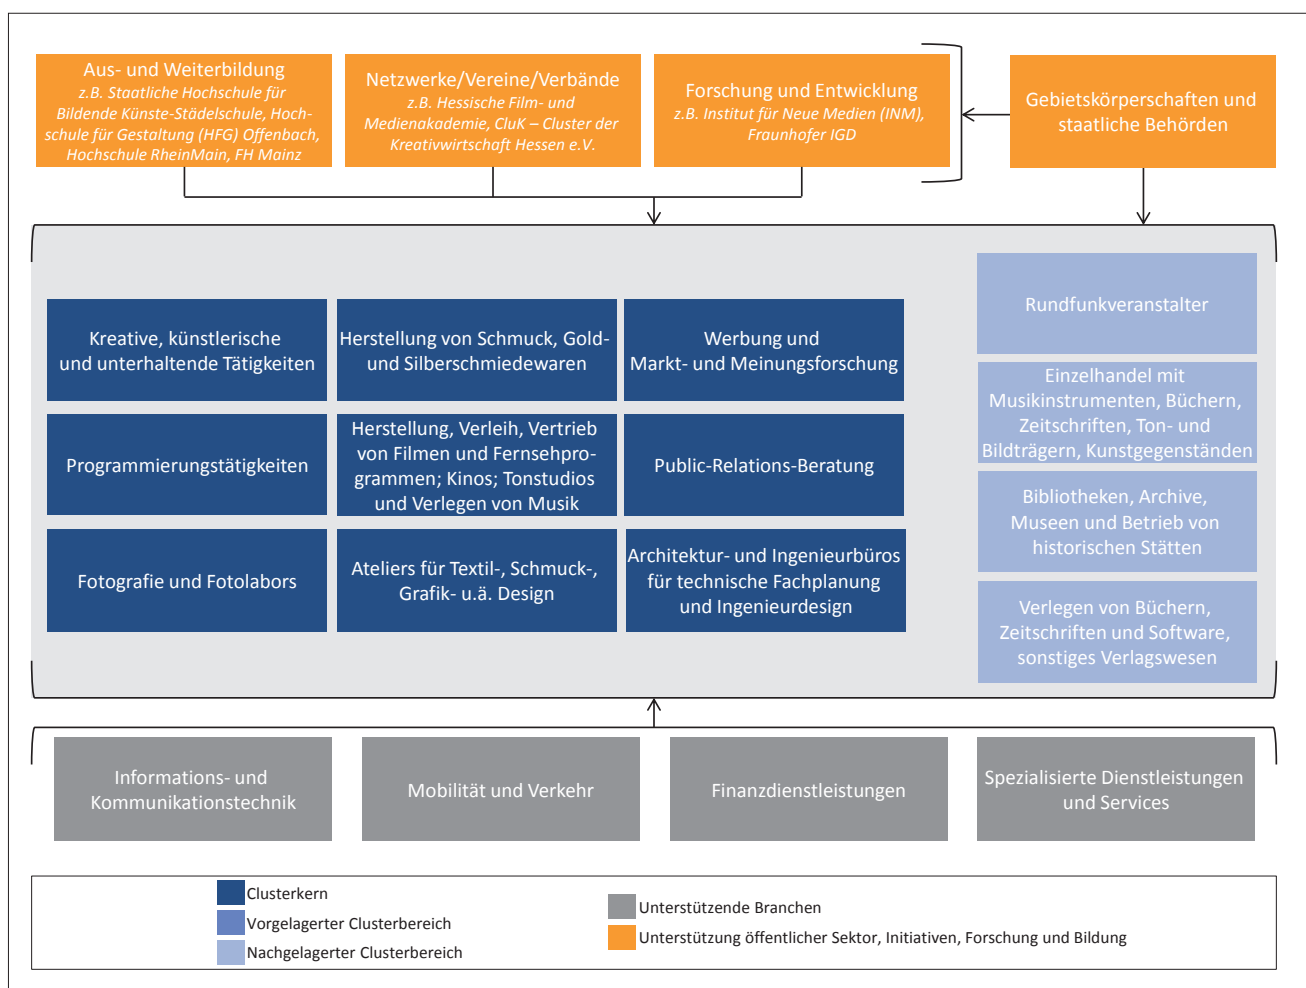 Aus- und Weiterbildung
z.B. Staatliche Hochschule für
Bildende Künste-Städelschule, Hoch-
schule für Gestaltung (HFG) Offenbach,
Hochschule RheinMain, FH Mainz
Netzwerke/Vereine/Verbände
z.B. Hessische Film- und
Medienakademie, CluK – Cluster der
Kreativwirtschaft Hessen e.V.
Forschung und Entwicklung
z.B. Institut für Neue Medien (INM),
Fraunhofer IGD
Gebietskörperschaften und
staatliche Behörden
Kreative, künstlerische
und unterhaltende Tätigkeiten
Herstellung von Schmuck, Gold-
und Silberschmiedewaren
Werbung und
Markt- und Meinungsforschung
Programmierungstätigkeiten
Herstellung, Verleih, Vertrieb
von Filmen und Fernsehpro-
grammen; Kinos; Tonstudios
und Verlegen von Musik
Public-Relations-Beratung
Fotografie und Fotolabors
Ateliers für Textil-, Schmuck-,
Grafik- u.ä. Design
Architektur- und Ingenieurbüros
für technische Fachplanung
und Ingenieurdesign
Rundfunkveranstalter
Einzelhandel mit
Musikinstrumenten, Büchern,
Zeitschriften, Ton- und
Bildträgern, Kunstgegenständen
Bibliotheken, Archive,
Museen und Betrieb von
historischen Stätten
Verlegen von Büchern,
Zeitschriften und Software,
sonstiges Verlagswesen
Informations- und
Kommunikationstechnik
Mobilität und Verkehr
Finanzdienstleistungen
Spezialisierte Dienstleistungen
und Services
Clusterkern
Vorgelagerter Clusterbereich
Nachgelagerter Clusterbereich
Unterstützende Branchen
Unterstützung öffentlicher Sektor, Initiativen, Forschung und Bildung